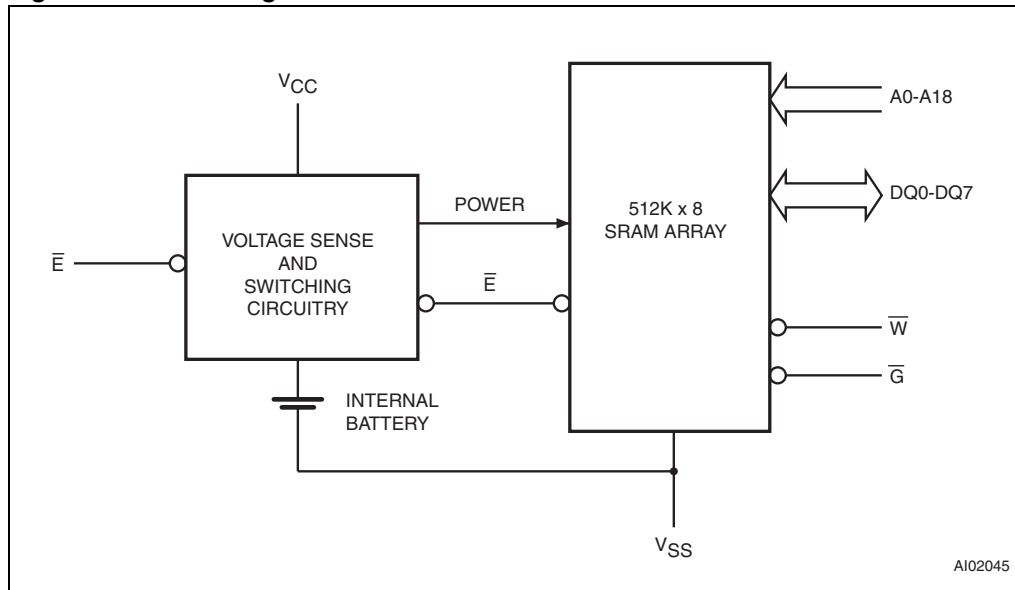 VCC
A0-A18
DQ0-DQ7
POWER
512K x 8
SRAM ARRAY
E̅
VOLTAGE SENSE
AND
SWITCHING
CIRCUITRY
E̅
W̅
G̅
INTERNAL
BATTERY
VSS
AI02045